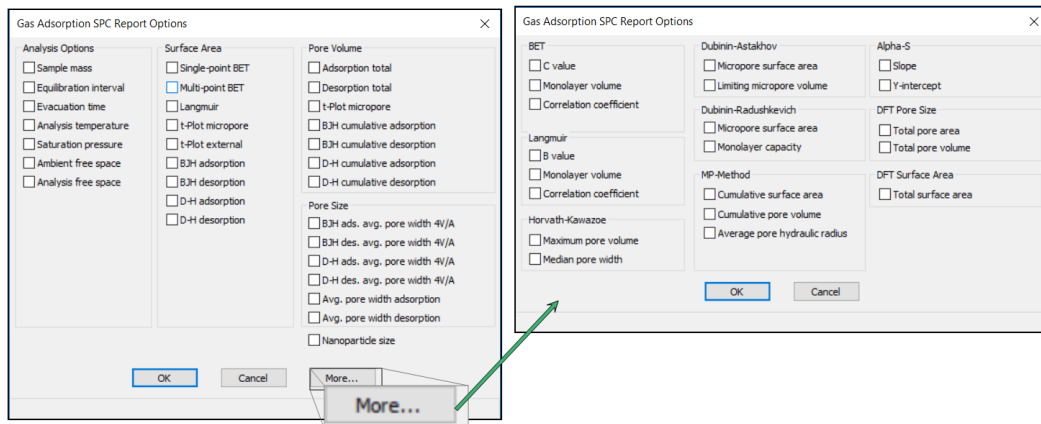 Gas Adsorption SPC Report Options
Analysis Options
Sample mass
Equilibration interval
Evacuation time
Analysis temperature
Saturation pressure
Ambient free space
Analysis free space
Surface Area
Single-point BET
Multi-point BET
Langmuir
t-Plot micropore
t-Plot external
BJH adsorption
BJH desorption
D-H adsorption
D-H desorption
Pore Volume
Adsorption total
Desorption total
t-Plot micropore
BJH cumulative adsorption
BJH cumulative desorption
D-H cumulative adsorption
D-H cumulative desorption
Pore Size
BJH ads. avg. pore width 4V/A
BJH des. avg. pore width 4V/A
D-H ads. avg. pore width 4V/A
D-H des. avg. pore width 4V/A
Avg. pore width adsorption
Avg. pore width desorption
Nanoparticle size
OK
Cancel
More...
More...
Gas Adsorption SPC Report Options
BET
C value
Monolayer volume
Correlation coefficient
Langmuir
B value
Monolayer volume
Correlation coefficient
Horvath-Kawazoe
Maximum pore volume
Median pore width
Dubinin-Astakhov
Micropore surface area
Limiting micropore volume
Dubinin-Radushkevich
Micropore surface area
Monolayer capacity
MP-Method
Cumulative surface area
Cumulative pore volume
Average pore hydraulic radius
Alpha-S
Slope
Y-intercept
DFT Pore Size
Total pore area
Total pore volume
DFT Surface Area
Total surface area
OK
Cancel